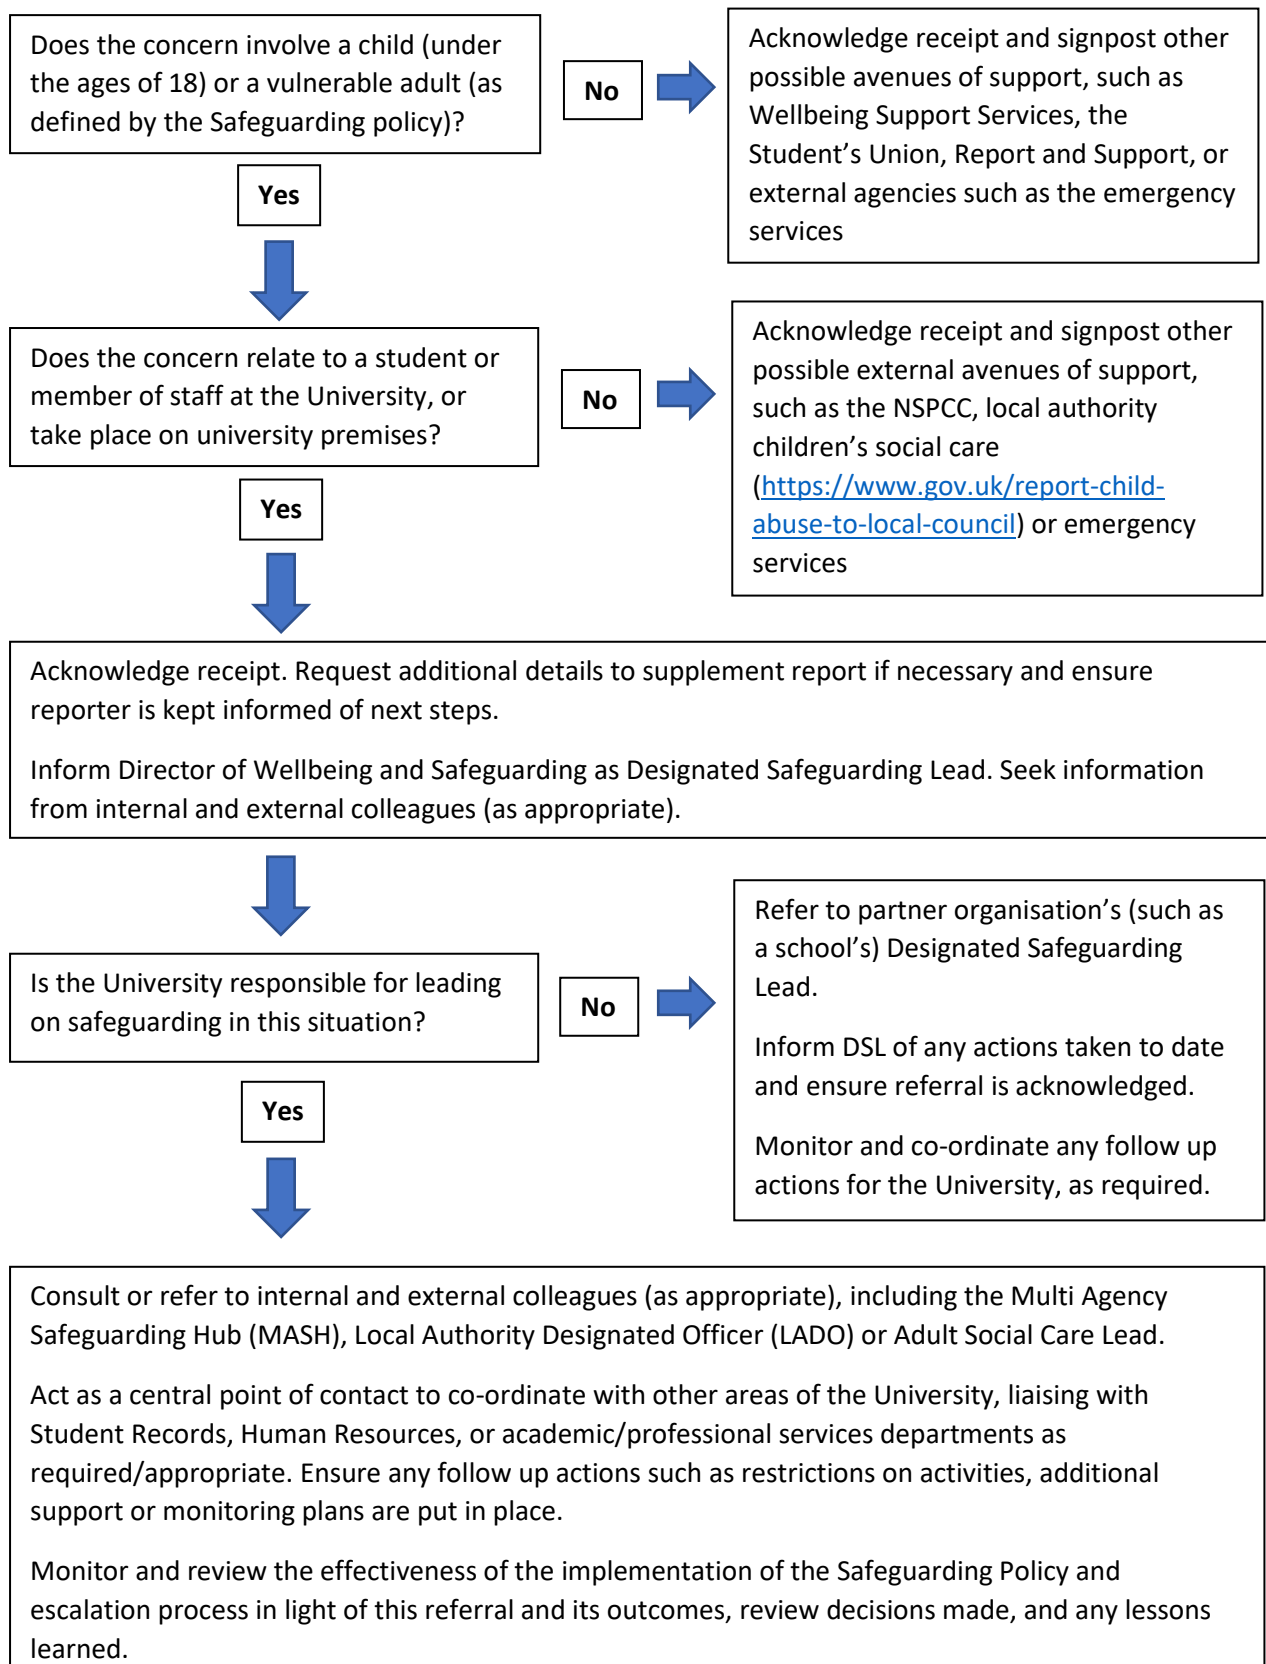 Does the concern involve a child (under
the ages of 18) or a vulnerable adult (as
defined by the Safeguarding policy)?
No
Acknowledge receipt and signpost other
possible avenues of support, such as
Wellbeing Support Services, the
Student’s Union, Report and Support, or
external agencies such as the emergency
services
Yes
Does the concern relate to a student or
member of staff at the University, or
take place on university premises?
No
Acknowledge receipt and signpost other
possible external avenues of support,
such as the NSPCC, local authority
children’s social care
(https://www.gov.uk/report-child-
abuse-to-local-council) or emergency
services
Yes
Acknowledge receipt. Request additional details to supplement report if necessary and ensure
reporter is kept informed of next steps.
Inform Director of Wellbeing and Safeguarding as Designated Safeguarding Lead. Seek information
from internal and external colleagues (as appropriate).
Is the University responsible for leading
on safeguarding in this situation?
No
Refer to partner organisation’s (such as
a school’s) Designated Safeguarding
Lead.
Inform DSL of any actions taken to date
and ensure referral is acknowledged.
Monitor and co-ordinate any follow up
actions for the University, as required.
Yes
Consult or refer to internal and external colleagues (as appropriate), including the Multi Agency
Safeguarding Hub (MASH), Local Authority Designated Officer (LADO) or Adult Social Care Lead.
Act as a central point of contact to co-ordinate with other areas of the University, liaising with
Student Records, Human Resources, or academic/professional services departments as
required/appropriate. Ensure any follow up actions such as restrictions on activities, additional
support or monitoring plans are put in place.
Monitor and review the effectiveness of the implementation of the Safeguarding Policy and
escalation process in light of this referral and its outcomes, review decisions made, and any lessons
learned.